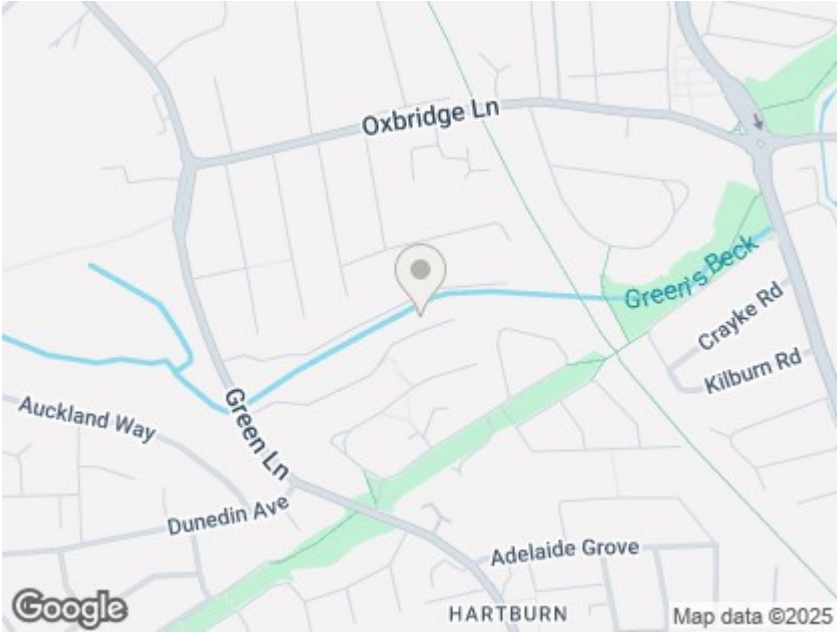 Oxbridge Ln
Green's Beck
Crayke Rd
Kilburn Rd
Green Ln
Auckland Way
Dunedin Ave
Adelaide Grove
HARTBURN
Google
Map data ©2025